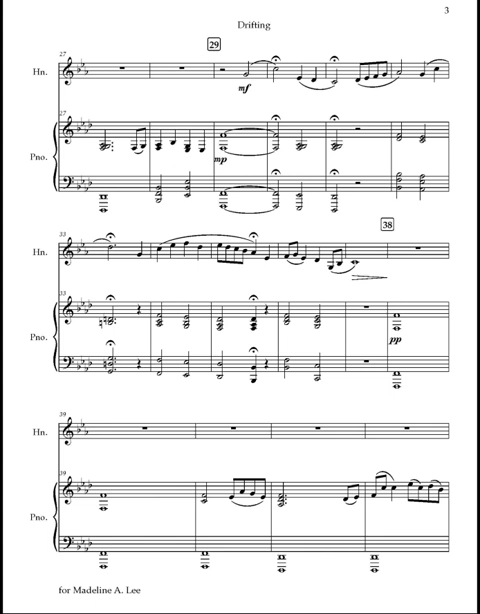 3
Drifting
29
27
Hn.
mf
27
Pno.
mp
38
33
Hn.
33
Pno.
pp
39
Hn.
39
Pno.
for Madeline A. Lee